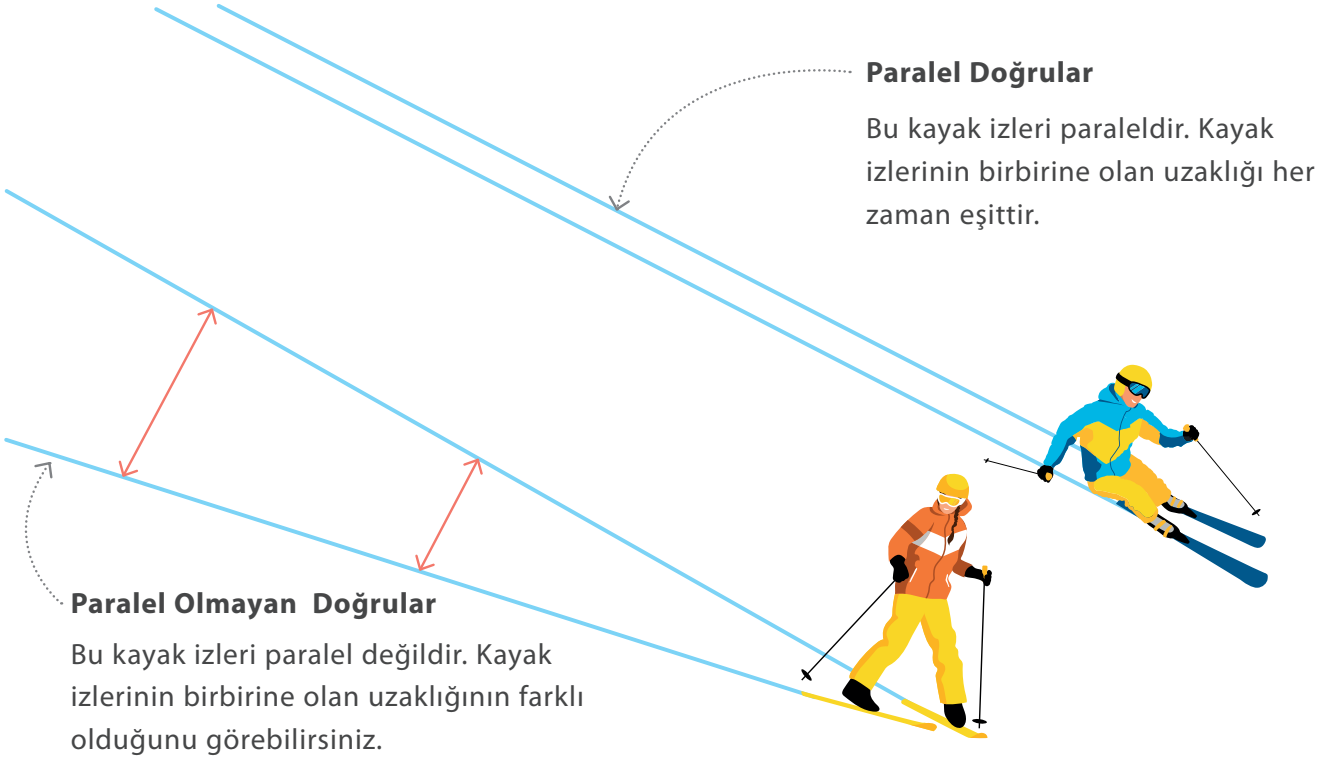 Paralel Doğrular
Bu kayak izleri paraleldir. Kayak
izlerinin birbirine olan uzaklığı her
zaman eşittir.
Paralel Olmayan  Doğrular
Bu kayak izleri paralel değildir. Kayak
izlerinin birbirine olan uzaklığının farklı
olduğunu görebilirsiniz.